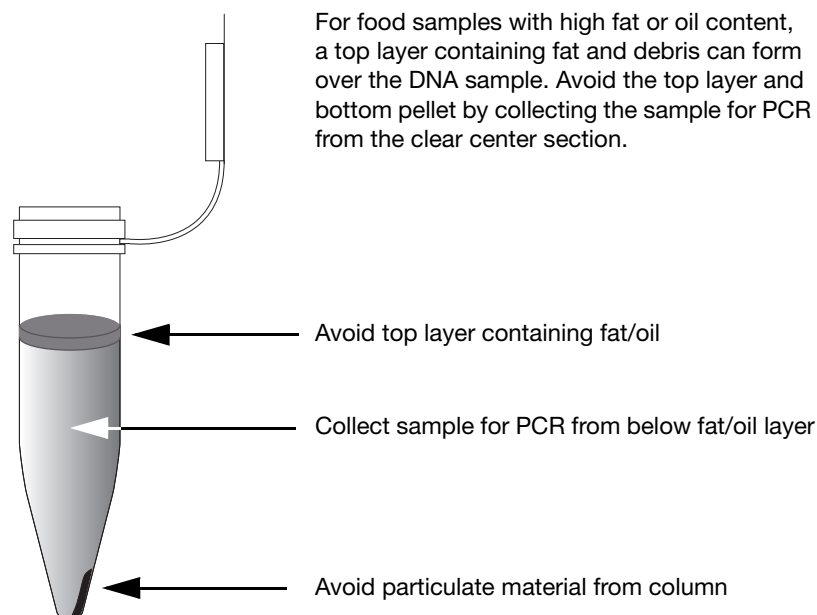 For food samples with high fat or oil content,
a top layer containing fat and debris can form
over the DNA sample. Avoid the top layer and
bottom pellet by collecting the sample for PCR
from the clear center section.
Avoid top layer containing fat/oil
Collect sample for PCR from below fat/oil layer
Avoid particulate material from column